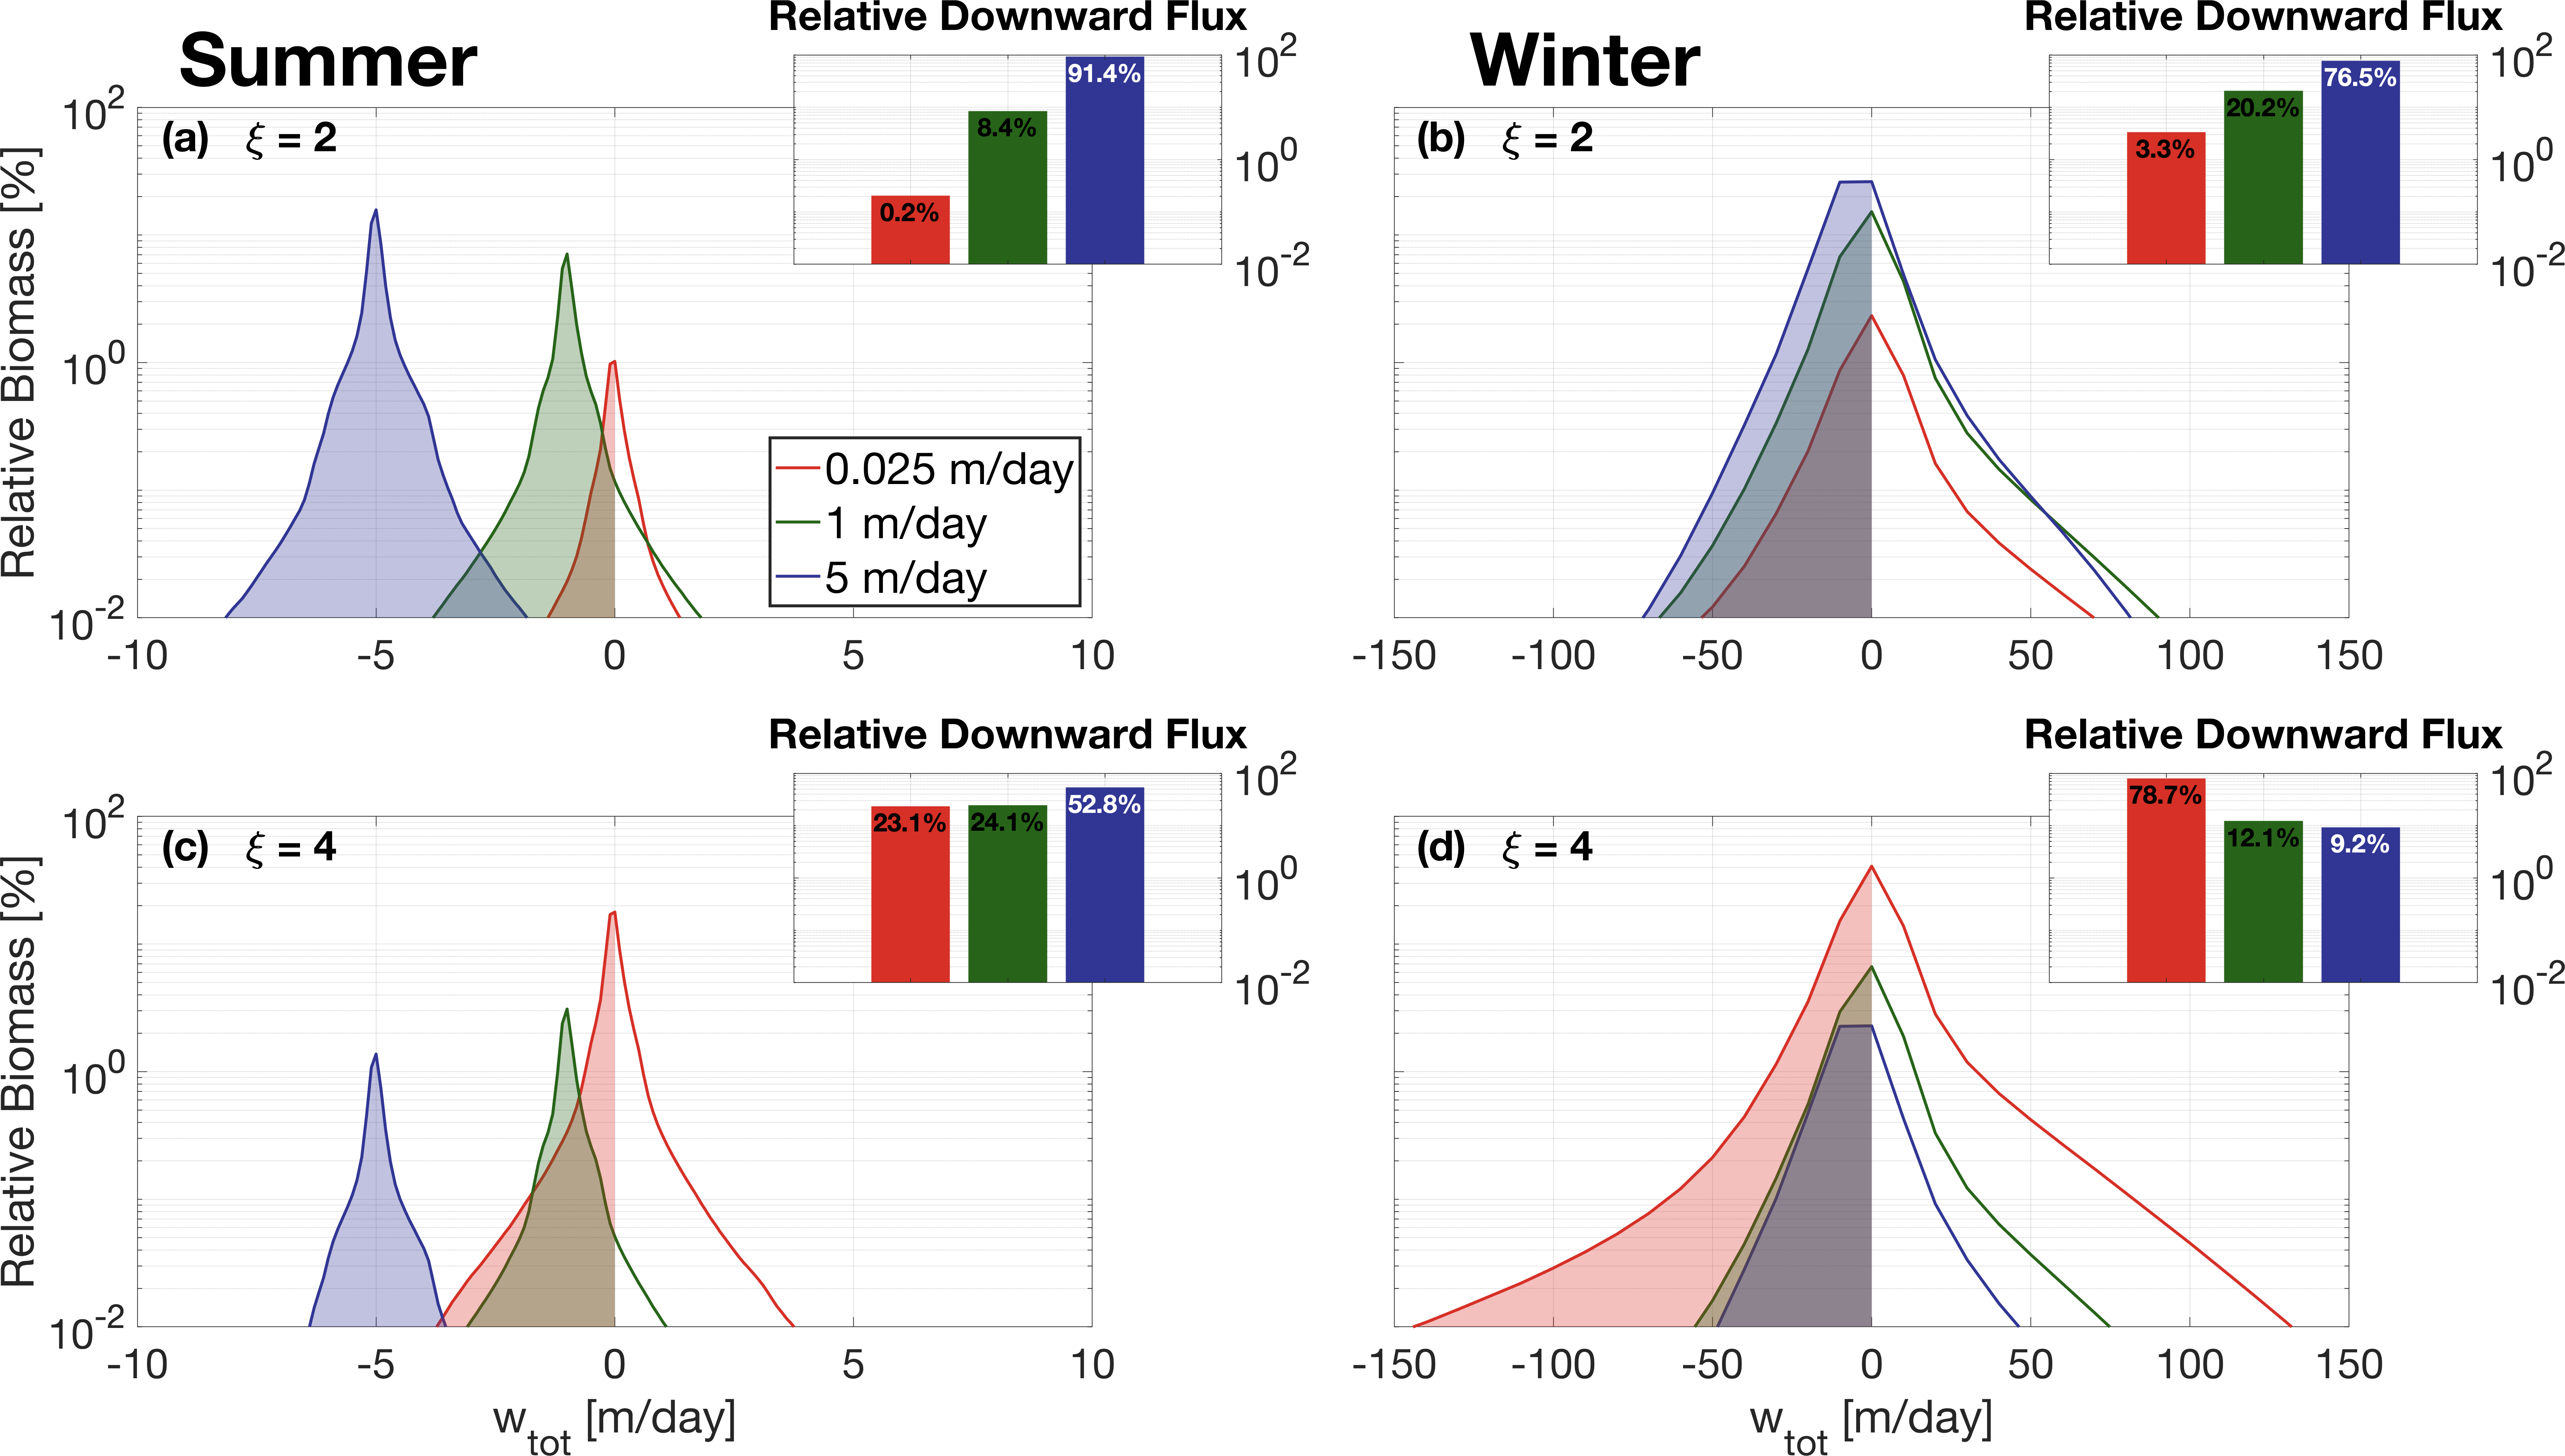 Summer
Relative Downward Flux
91.4%
8.4%
0.2%
10^2
10^0
10^-2
(a) ξ = 2
Relative Biomass [%]
10^2
10^0
10^-2
0.025 m/day
1 m/day
5 m/day
-10 -5 0 5 10
Winter
Relative Downward Flux
76.5%
20.2%
3.3%
10^2
10^0
10^-2
(b) ξ = 2
-150 -100 -50 0 50 100 150
Relative Downward Flux
23.1% 24.1% 52.8%
10^2
10^0
10^-2
(c) ξ = 4
Relative Biomass [%]
10^2
10^0
10^-2
-10 -5 0 5 10
w_tot [m/day]
Relative Downward Flux
78.7%
12.1%
9.2%
10^2
10^0
10^-2
(d) ξ = 4
-150 -100 -50 0 50 100 150
w_tot [m/day]